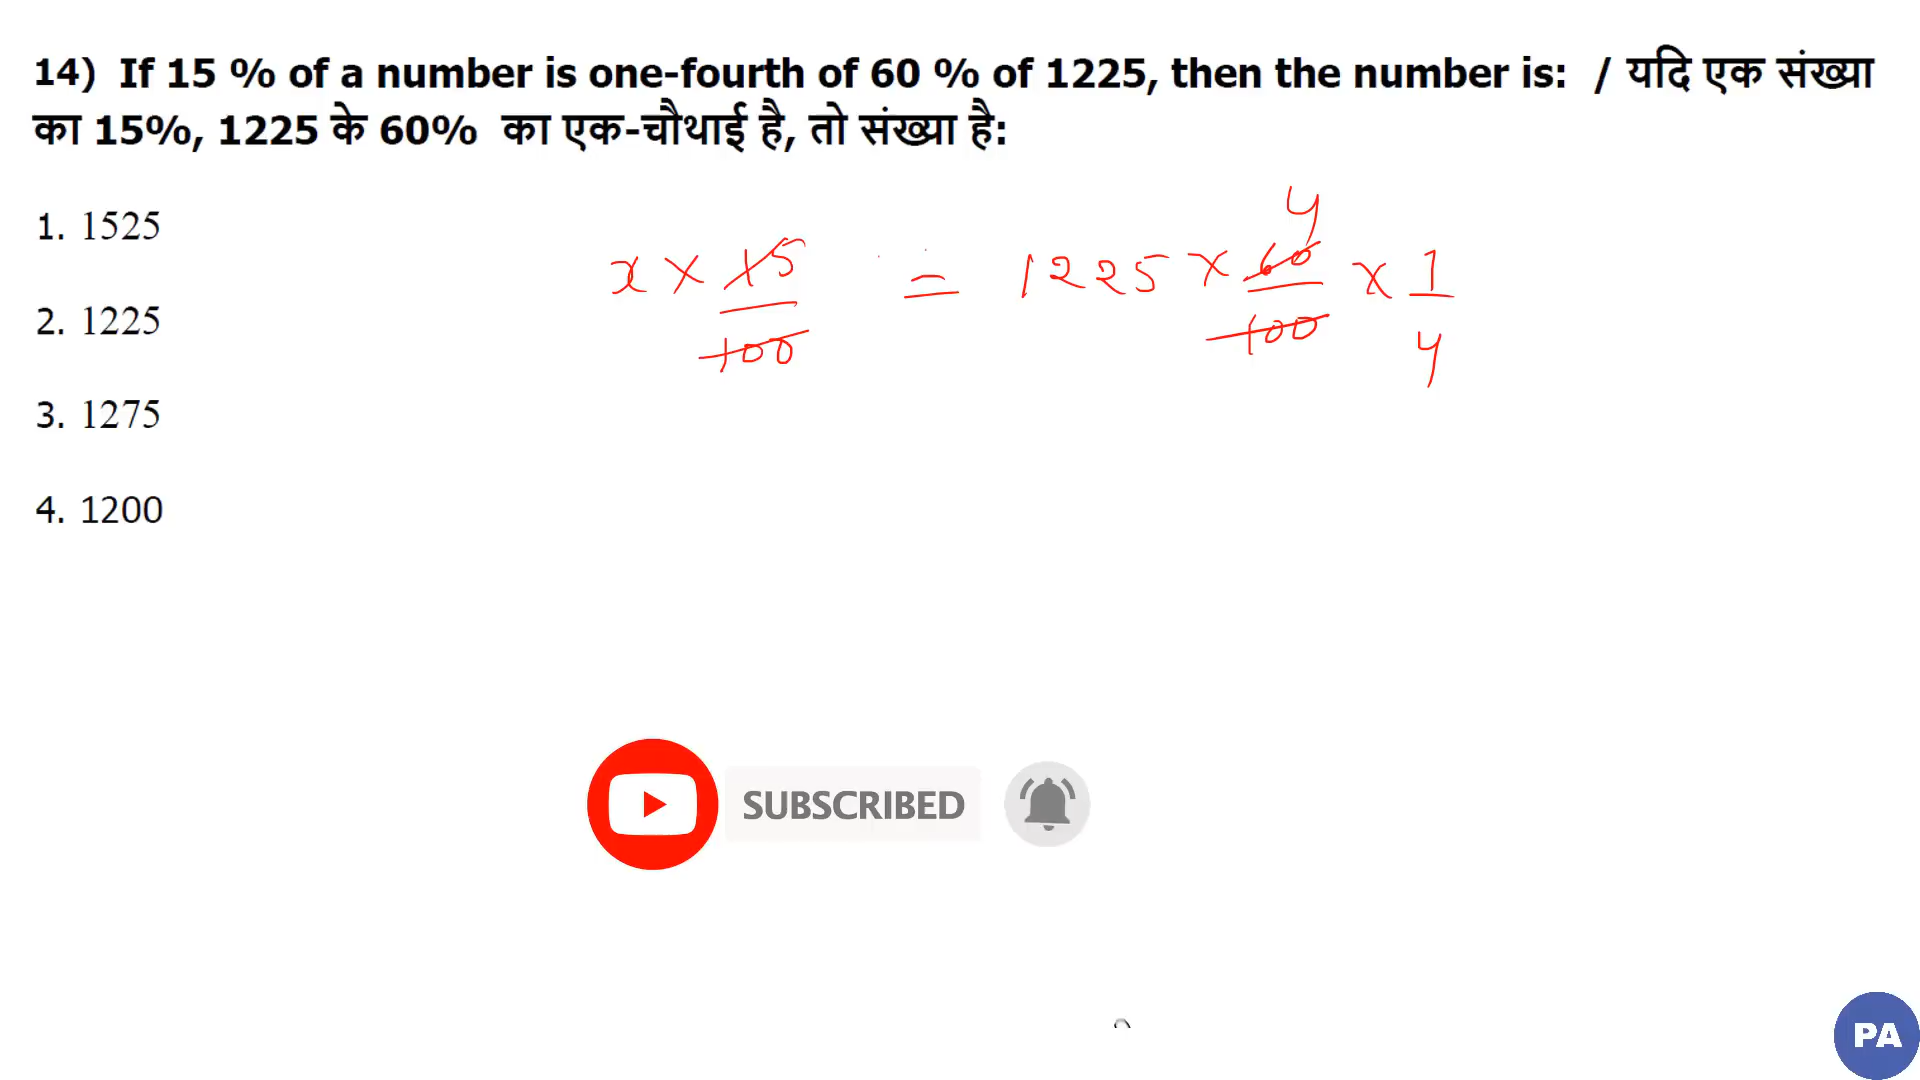 14) If 15 % of a number is one-fourth of 60 % of 1225, then the number is: / यदि एक संख्या
का 15%, 1225 के 60% का एक-चौथाई है, तो संख्या है:
1. 1525
2. 1225
3. 1275
4. 1200
4
x × 15 = 1225 × 60 × 1
100 100 4
SUBSCRIBED
PA